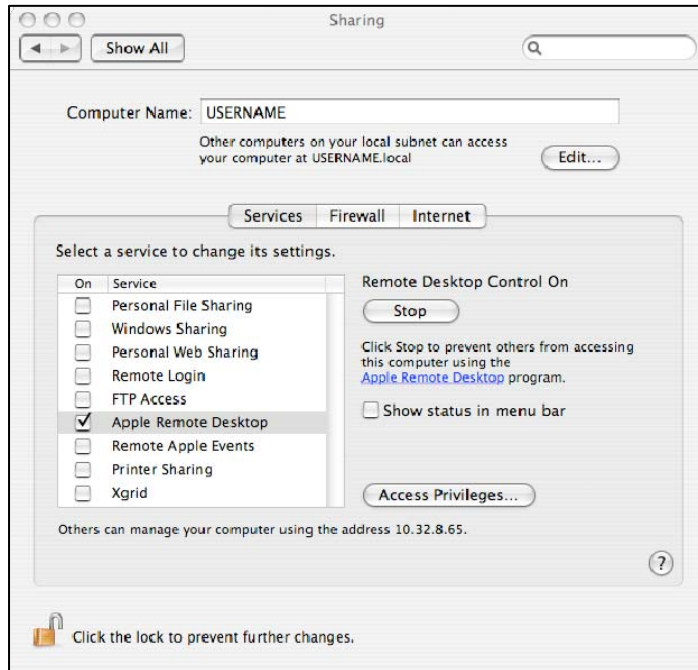 Sharing
Show All
Computer Name: USERNAME
Other computers on your local subnet can access
your computer at USERNAME.local
Edit...
Services Firewall Internet
Select a service to change its settings.
On Service
Personal File Sharing
Windows Sharing
Personal Web Sharing
Remote Login
FTP Access
Apple Remote Desktop
Remote Apple Events
Printer Sharing
Xgrid
Remote Desktop Control On
Stop
Click Stop to prevent others from accessing
this computer using the
Apple Remote Desktop program.
Show status in menu bar
Access Privileges...
Others can manage your computer using the address 10.32.8.65.
?
Click the lock to prevent further changes.